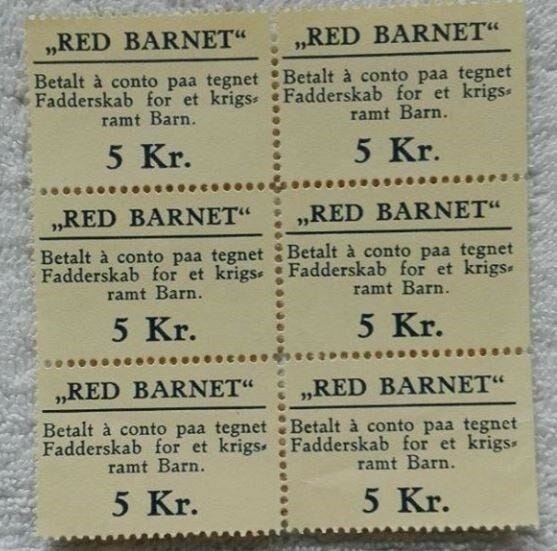 „RED BARNET“
Betalt à conto paa tegnet
Fadderskab for et krigs-
ramt Barn.
5 Kr.
„RED BARNET“
Betalt à conto paa tegnet
Fadderskab for et krigs-
ramt Barn.
5 Kr.
„RED BARNET“
Betalt à conto paa tegnet
Fadderskab for et krigs-
ramt Barn.
5 Kr.
„RED BARNET“
Betalt à conto paa tegnet
Fadderskab for et krigs-
ramt Barn.
5 Kr.
„RED BARNET“
Betalt à conto paa tegnet
Fadderskab for et krigs-
ramt Barn.
5 Kr.
„RED BARNET“
Betalt à conto paa tegnet
Fadderskab for et krigs-
ramt Barn.
5 Kr.